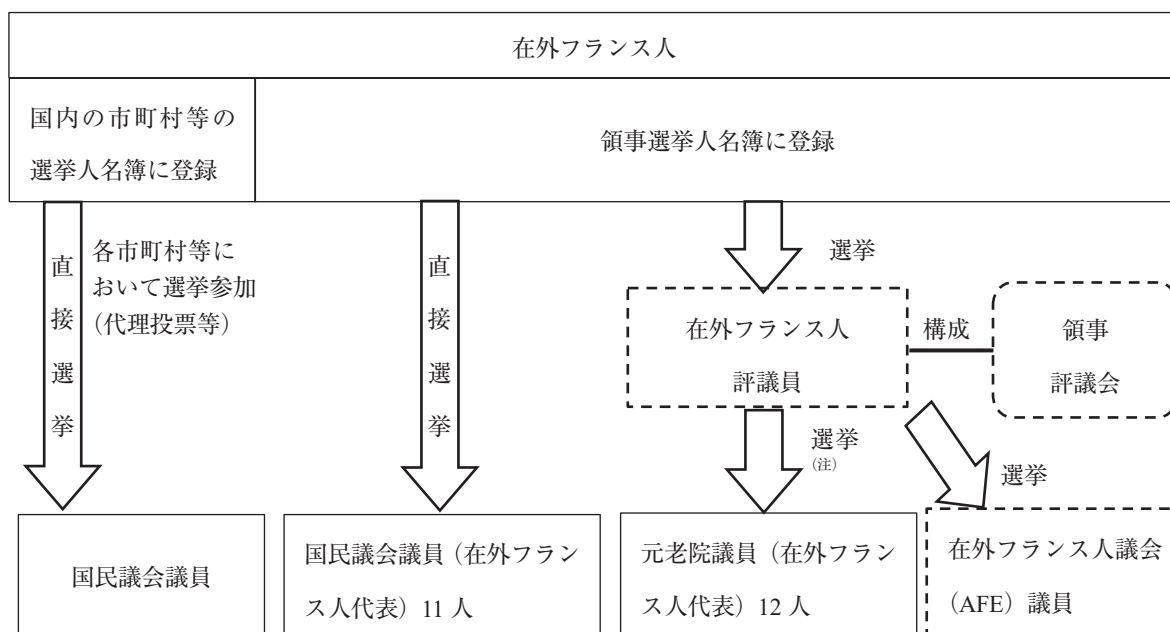 在外フランス人
国内の市町村等の
選挙人名簿に登録
領事選挙人名簿に登録
直接選挙
各市町村等に
おいて選挙参加
(代理投票等)
直接選挙
選挙
在外フランス人
評議員
構成
領事
評議会
選挙
(注)
選挙
国民議会議員
国民議会議員(在外フラン
ス人代表)11 人
元老院議員(在外フラン
ス人代表)12 人
在外フランス人議会
(AFE)議員